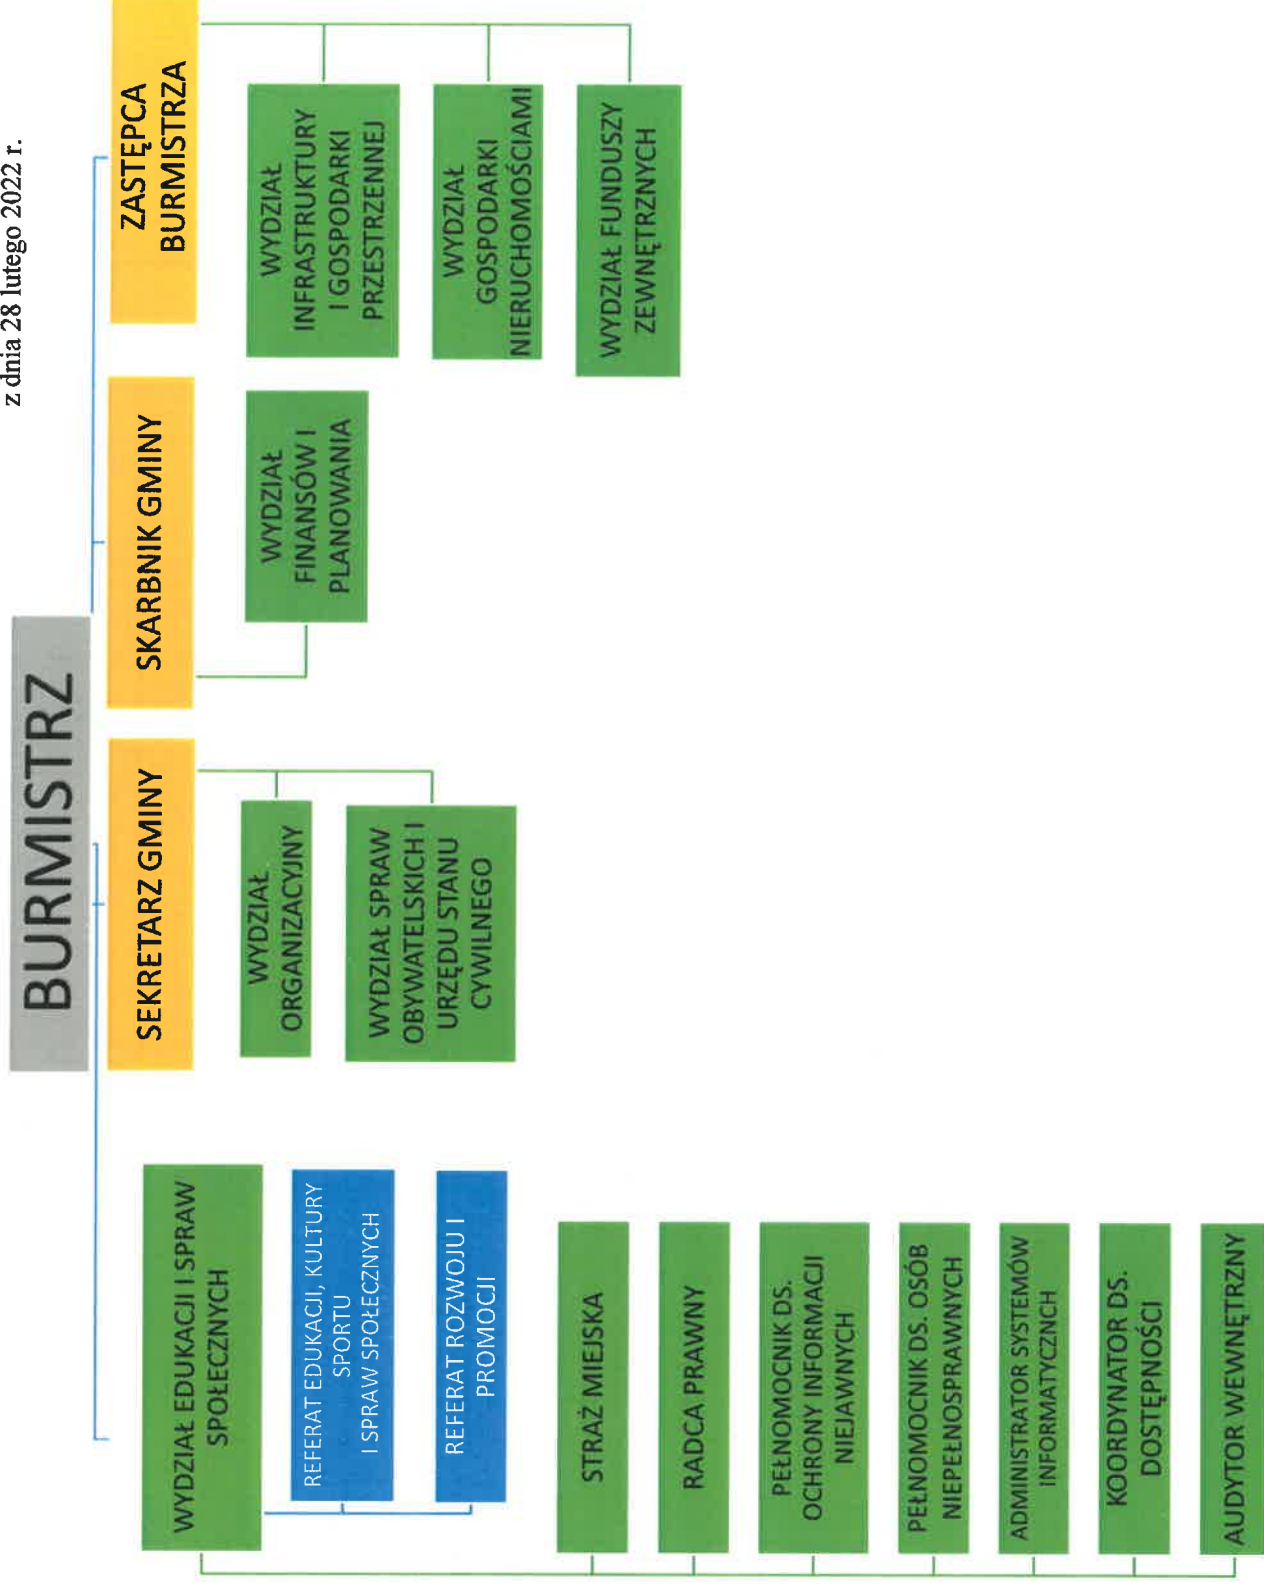 z dnia 28 lutego 2022 r.
BURMISTRZ
SEKRETARZ GMINY
SKARBNIK GMINY
ZASTĘPCA
BURMISTRZA
WYDZIAŁ EDUKACJI I SPRAW
SPOŁECZNYCH
REFERAT EDUKACJI, KULTURY
SPORTU
I SPRAW SPOŁECZNYCH
REFERAT ROZWOJU I
PROMOCJI
STRAŻ MIEJSKA
RADCA PRAWNY
PEŁNOMOCNIK DS.
OCHRONY INFORMACJI
NIEJAWNYCH
PEŁNOMOCNIK DS. OSÓB
NIEPEŁNOSPRAWNYCH
ADMINISTRATOR SYSTEMÓW
INFORMATYCZNCH
KOORDYNATOR DS.
DOSTĘPNOŚCI
AUDYTOR WEWNĘTRZNY
WYDZIAŁ
ORGANIZACYJNY
WYDZIAŁ SPRAW
OBYWATELSKICH I
URZĘDU STANU
CYWILNEGO
WYDZIAŁ
FINANSÓW I
PLANOWANIA
WYDZIAŁ
INFRASTRUKTURY
I GOSPODARKI
PRZESTRZENNEJ
WYDZIAŁ
GOSPODARKI
NIERUCHOMOŚCIAMI
WYDZIAŁ FUNDUSZY
ZEWNĘTRZNYCH